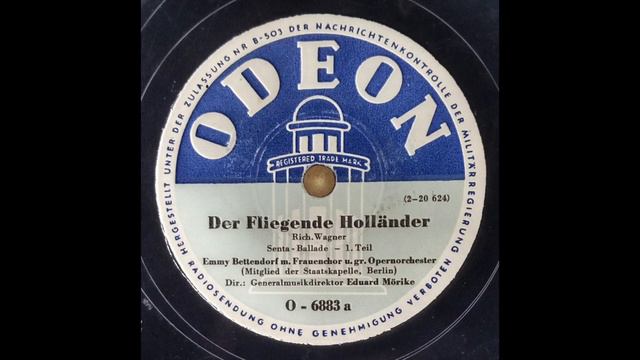 HERGESTELLT UNTER DER ZULASSUNG NR B-503 DER NACHRICHTENKONTROLLE DER MILITÄRREGIERUNG
ODEON
REGISTERED TRADE MARK
(2-20 624)
Der Fliegende Holländer
Rich. Wagner
Senta-Ballade - 1. Teil
Emmy Bettendorf m. Frauenchor u. gr. Opernorchester
(Mitglied der Staatskapelle, Berlin)
Dir.: Generalmusikdirektor Eduard Mörike
O - 6883 a
RADIOSENDUNG OHNE GENEHMIGUNG VERBOTEN